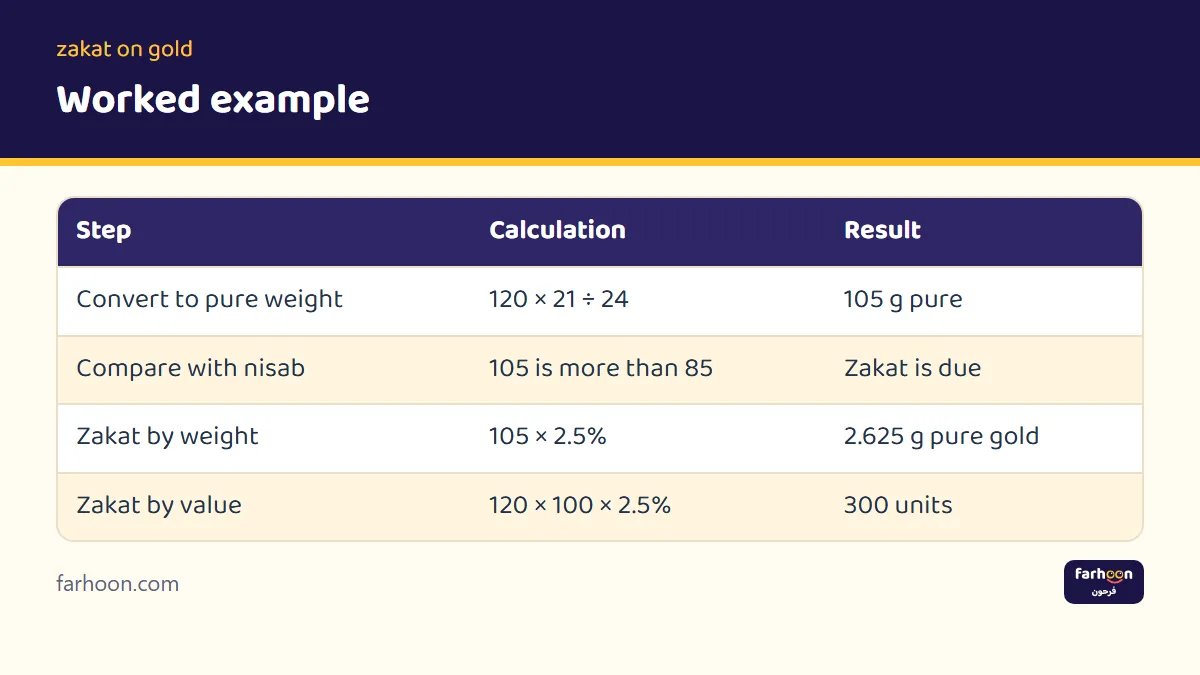 zakat on gold
Worked example
Step Calculation Result
Convert to pure weight 120 × 21 ÷ 24 105 g pure
Compare with nisab 105 is more than 85 Zakat is due
Zakat by weight 105 × 2.5% 2.625 g pure gold
Zakat by value 120 × 100 × 2.5% 300 units
farhoon.com
farhoon
فرحون